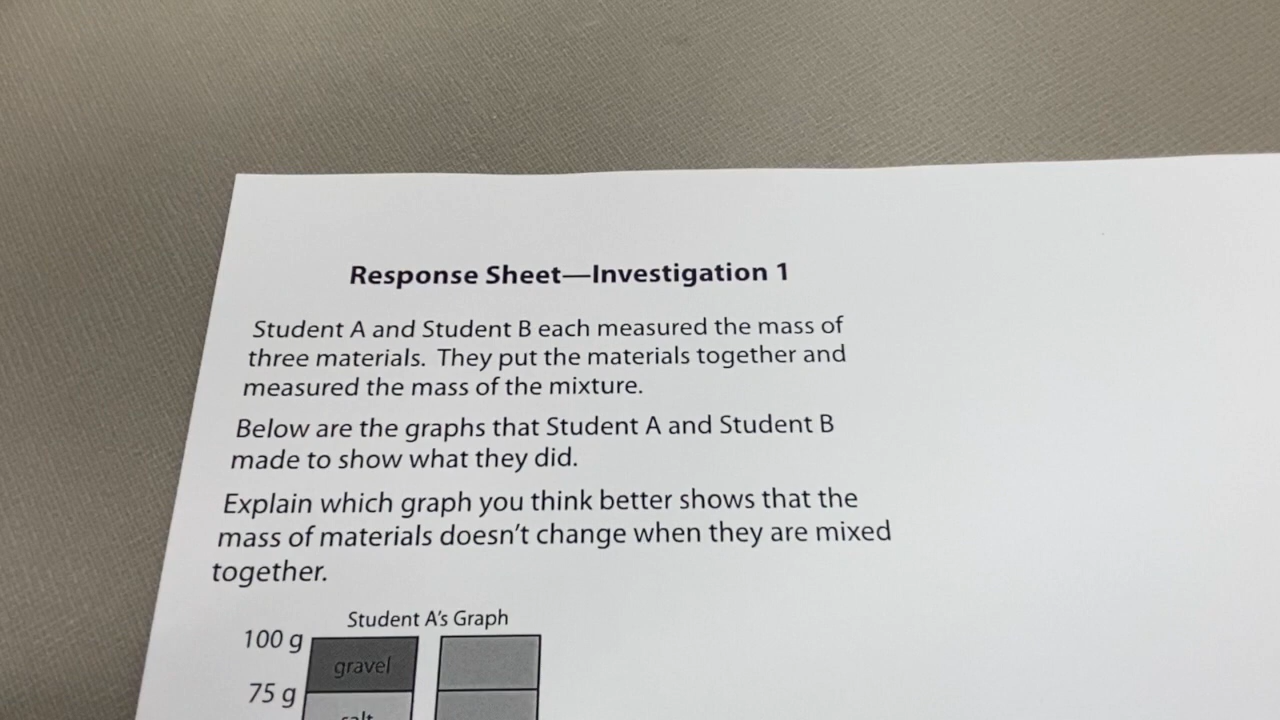 Response Sheet—Investigation 1
Student A and Student B each measured the mass of
three materials. They put the materials together and
measured the mass of the mixture.
Below are the graphs that Student A and Student B
made to show what they did.
Explain which graph you think better shows that the
mass of materials doesn't change when they are mixed
together.
Student A's Graph
100 g
gravel
75 g
salt